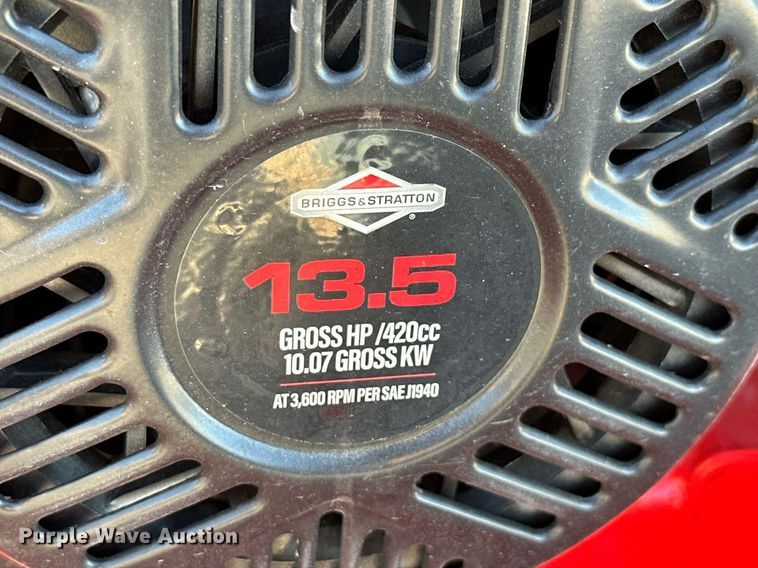 BRIGGS&STRATTON
®
13.5
GROSS HP /420cc
10.07 GROSS KW
AT 3,600 RPM PER SAE J1940
Purple Wave Auction